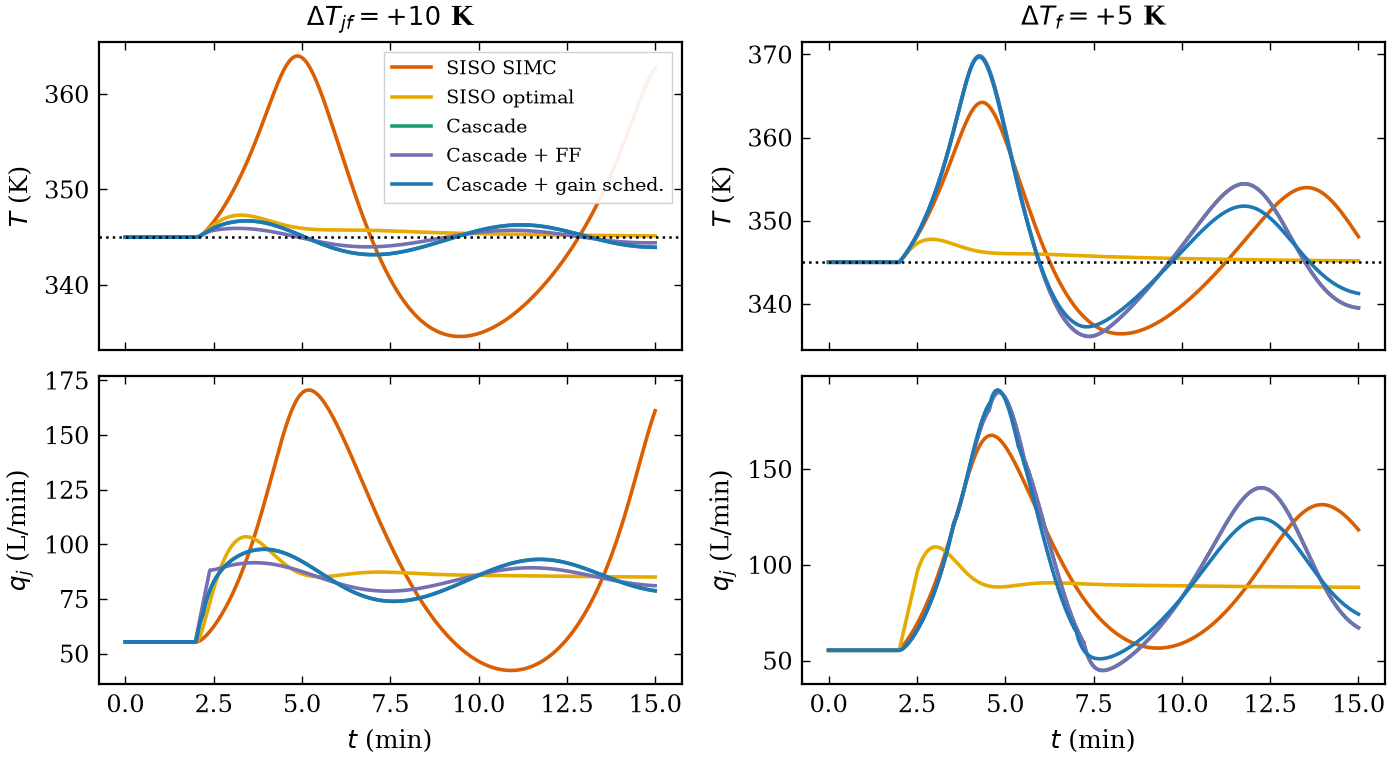 ΔT_{jf} = +10 K
ΔT_f = +5 K
T (K)
360
350
340
SISO SIMC
SISO optimal
Cascade
Cascade + FF
Cascade + gain sched.
T (K)
370
360
350
340
q_j (L/min)
175
150
125
100
75
50
0.0 2.5 5.0 7.5 10.0 12.5 15.0
t (min)
q_j (L/min)
150
100
50
0.0 2.5 5.0 7.5 10.0 12.5 15.0
t (min)